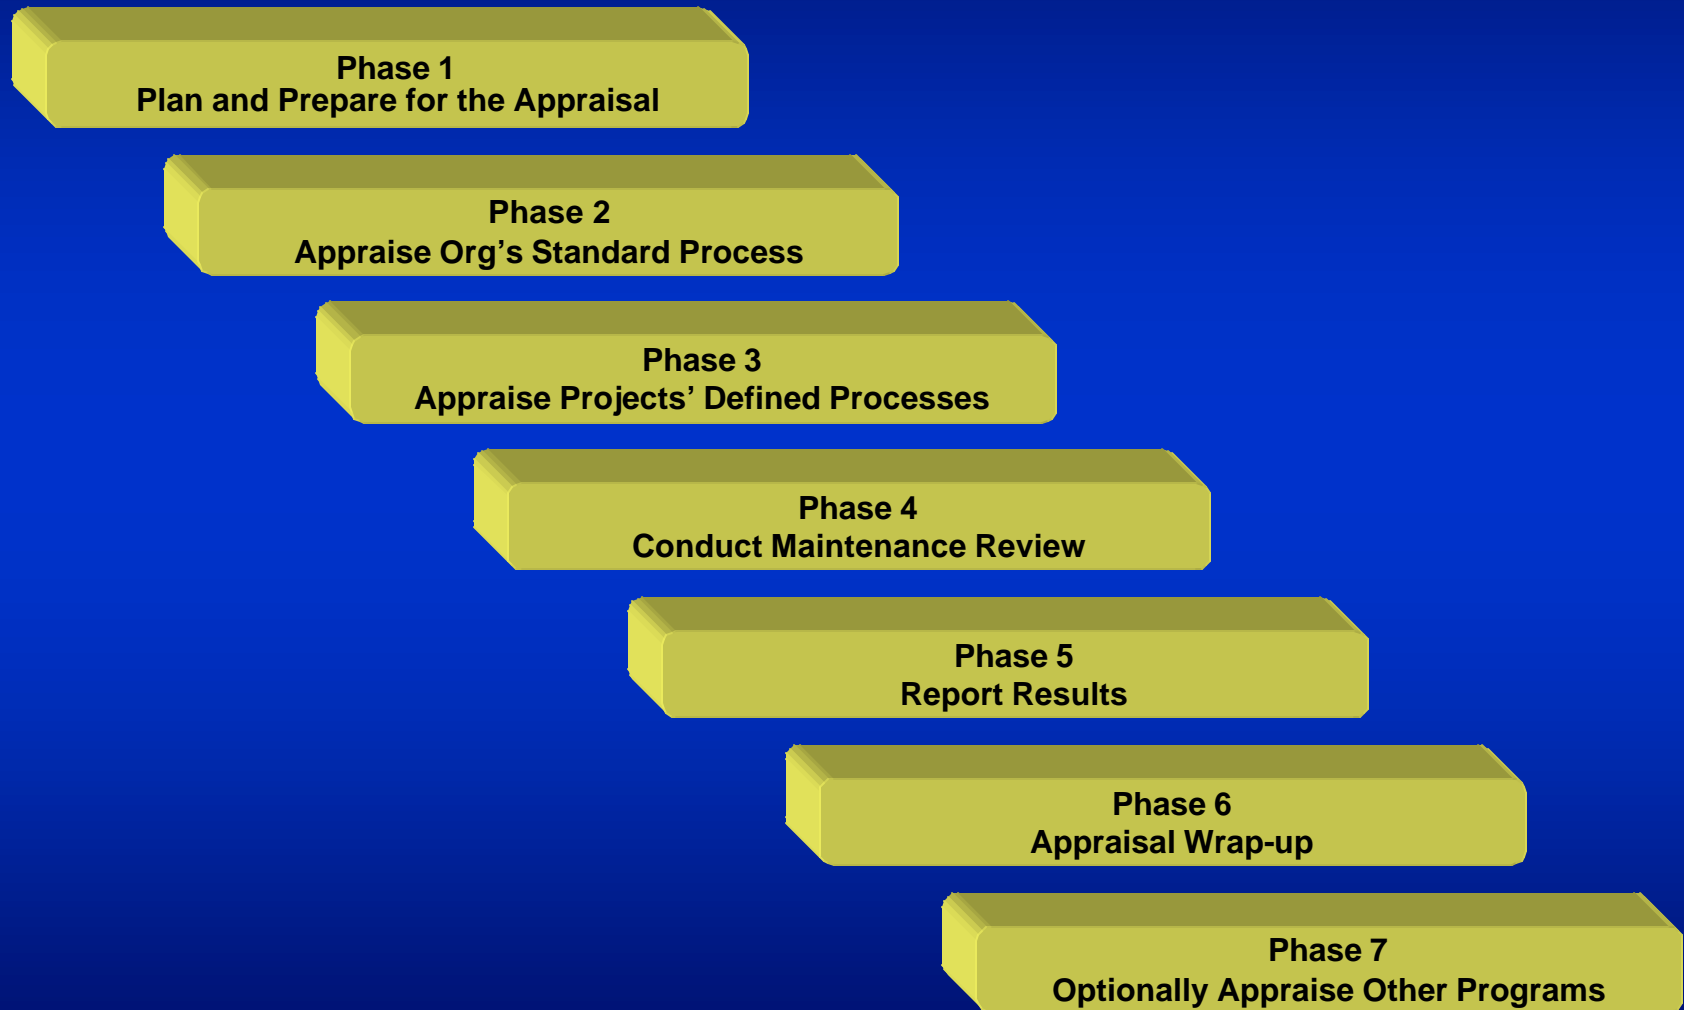 Phase 1
Plan and Prepare for the Appraisal
Phase 2
Appraise Org’s Standard Process
Phase 3
Appraise Projects’ Defined Processes
Phase 4
Conduct Maintenance Review
Phase 5
Report Results
Phase 6
Appraisal Wrap-up
Phase 7
Optionally Appraise Other Programs